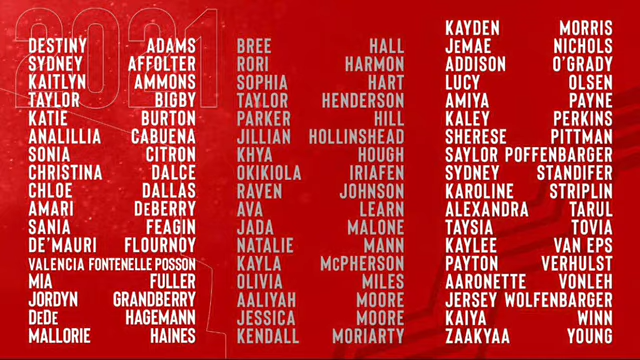 2021
DESTINY ADAMS
SYDNEY AFFOLTER
KAITLYN AMMONS
TAYLOR BIGBY
KATIE BURTON
ANALILLIA CABUENA
SONIA CITRON
CHRISTINA DALCE
CHLOE DALLAS
AMARI DEBERRY
SANIA FEAGIN
DE'MAURI FLOURNOY
VALENCIA FONTENELLE POSSON
MIA FULLER
JORDYN GRANDBERRY
DEDE HAGEMANN
MALLORIE HAINES
BREE HALL
RORI HARMON
SOPHIA HART
TAYLOR HENDERSON
PARKER HILL
JILLIAN HOLLINSHEAD
KHYA HOUGH
OKIKIOLA IRIAFEN
RAVEN JOHNSON
AVA LEARN
JADA MALONE
NATALIE MANN
KAYLA McPHERSON
OLIVIA MILES
AALIYAH MOORE
JESSICA MOORE
KENDALL MORIARTY
KAYDEN MORRIS
JeMAE NICHOLS
ADDISON O'GRADY
LUCY OLSEN
AMIYA PAYNE
KALEY PERKINS
SHERESE PITTMAN
SAYLOR POFFENBARGER
SYDNEY STANDIFER
KAROLINE STRIPLIN
ALEXANDRA TARUL
TAYSIA TOVIA
KAYLEE VAN EPS
PAYTON VERHULST
AARONETTE VONLEH
JERSEY WOLFENBARGER
KAIYA WINN
ZAAKYAA YOUNG